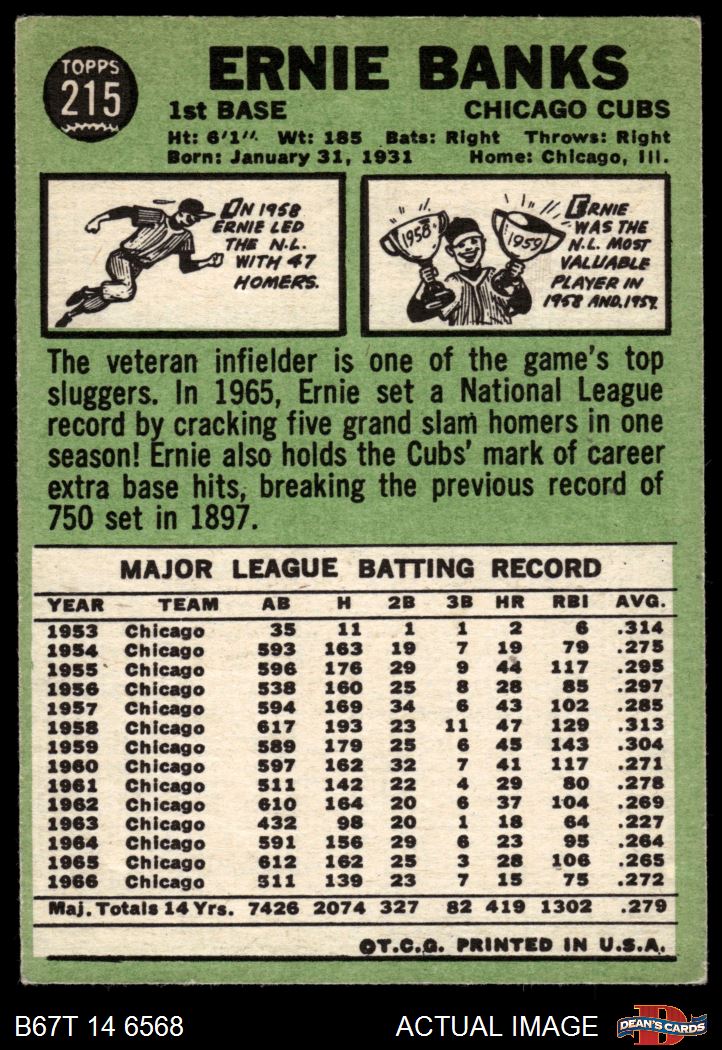 TOPPS
215
ERNIE BANKS
1st BASE CHICAGO CUBS
Ht: 6'1". Wt: 185 Bats: Right Throws: Right
Born: January 31, 1931 Home: Chicago, Ill.
ON 1958
ERNIE LED
THE N.L.
WITH 47
HOMERS.
1958
1959
ERNIE
WAS THE
N.L. MOST
VALUABLE
PLAYER IN
1958 AND, 1959.
The veteran infielder is one of the game's top
sluggers. In 1965, Ernie set a National League
record by cracking five grand slam homers in one
season! Ernie also holds the Cubs' mark of career
extra base hits, breaking the previous record of
750 set in 1897.
MAJOR LEAGUE BATTING RECORD
YEAR TEAM AB H 2B 3B HR RBI AVG.
1953 Chicago 35 11 1 1 2 6 .314
1954 Chicago 593 163 19 7 19 79 .275
1955 Chicago 596 176 29 9 44 117 .295
1956 Chicago 538 160 25 8 28 85 .297
1957 Chicago 594 169 34 6 43 102 .285
1958 Chicago 617 193 23 11 47 129 .313
1959 Chicago 589 179 25 6 45 143 .304
1960 Chicago 597 162 32 7 41 117 .271
1961 Chicago 511 142 22 4 29 80 .278
1962 Chicago 610 164 20 6 37 104 .269
1963 Chicago 432 98 20 1 18 64 .227
1964 Chicago 591 156 29 6 23 95 .264
1965 Chicago 612 162 25 3 28 106 .265
1966 Chicago 511 139 23 7 15 75 .272
Maj. Totals 14 Yrs. 7426 2074 327 82 419 1302 .279
©T.C.G. PRINTED IN U.S.A.
B67T 14 6568 ACTUAL IMAGE
D
DEAN'S CARDS